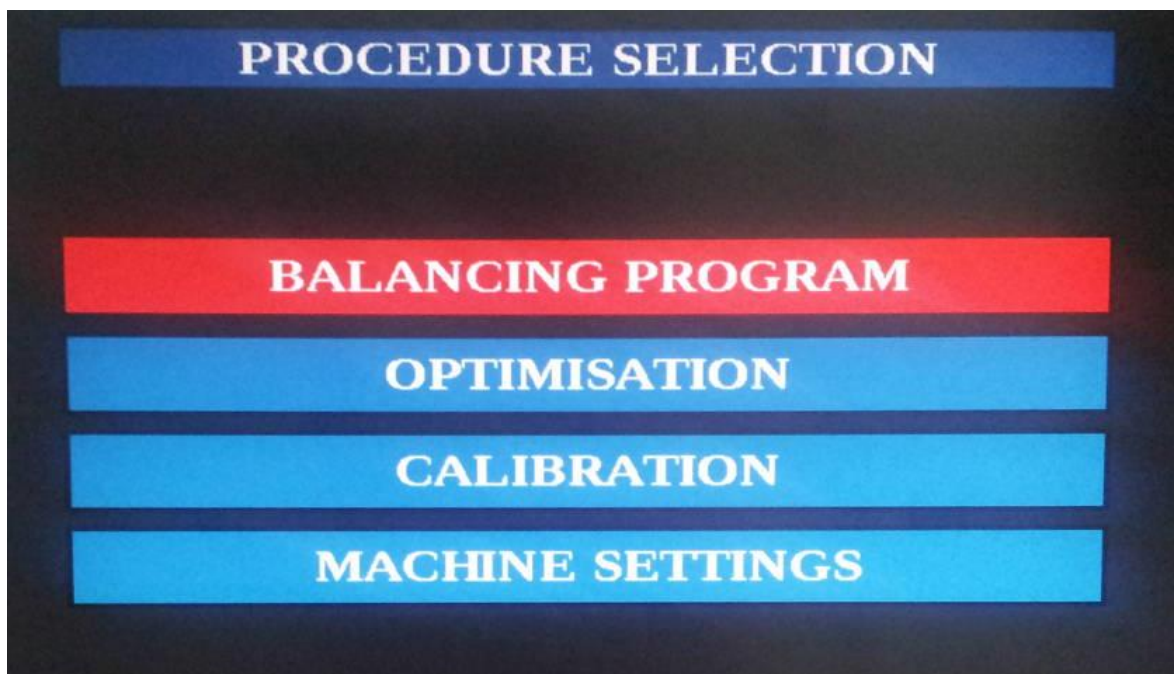 PROCEDURE SELECTION
BALANCING PROGRAM
OPTIMISATION
CALIBRATION
MACHINE SETTINGS